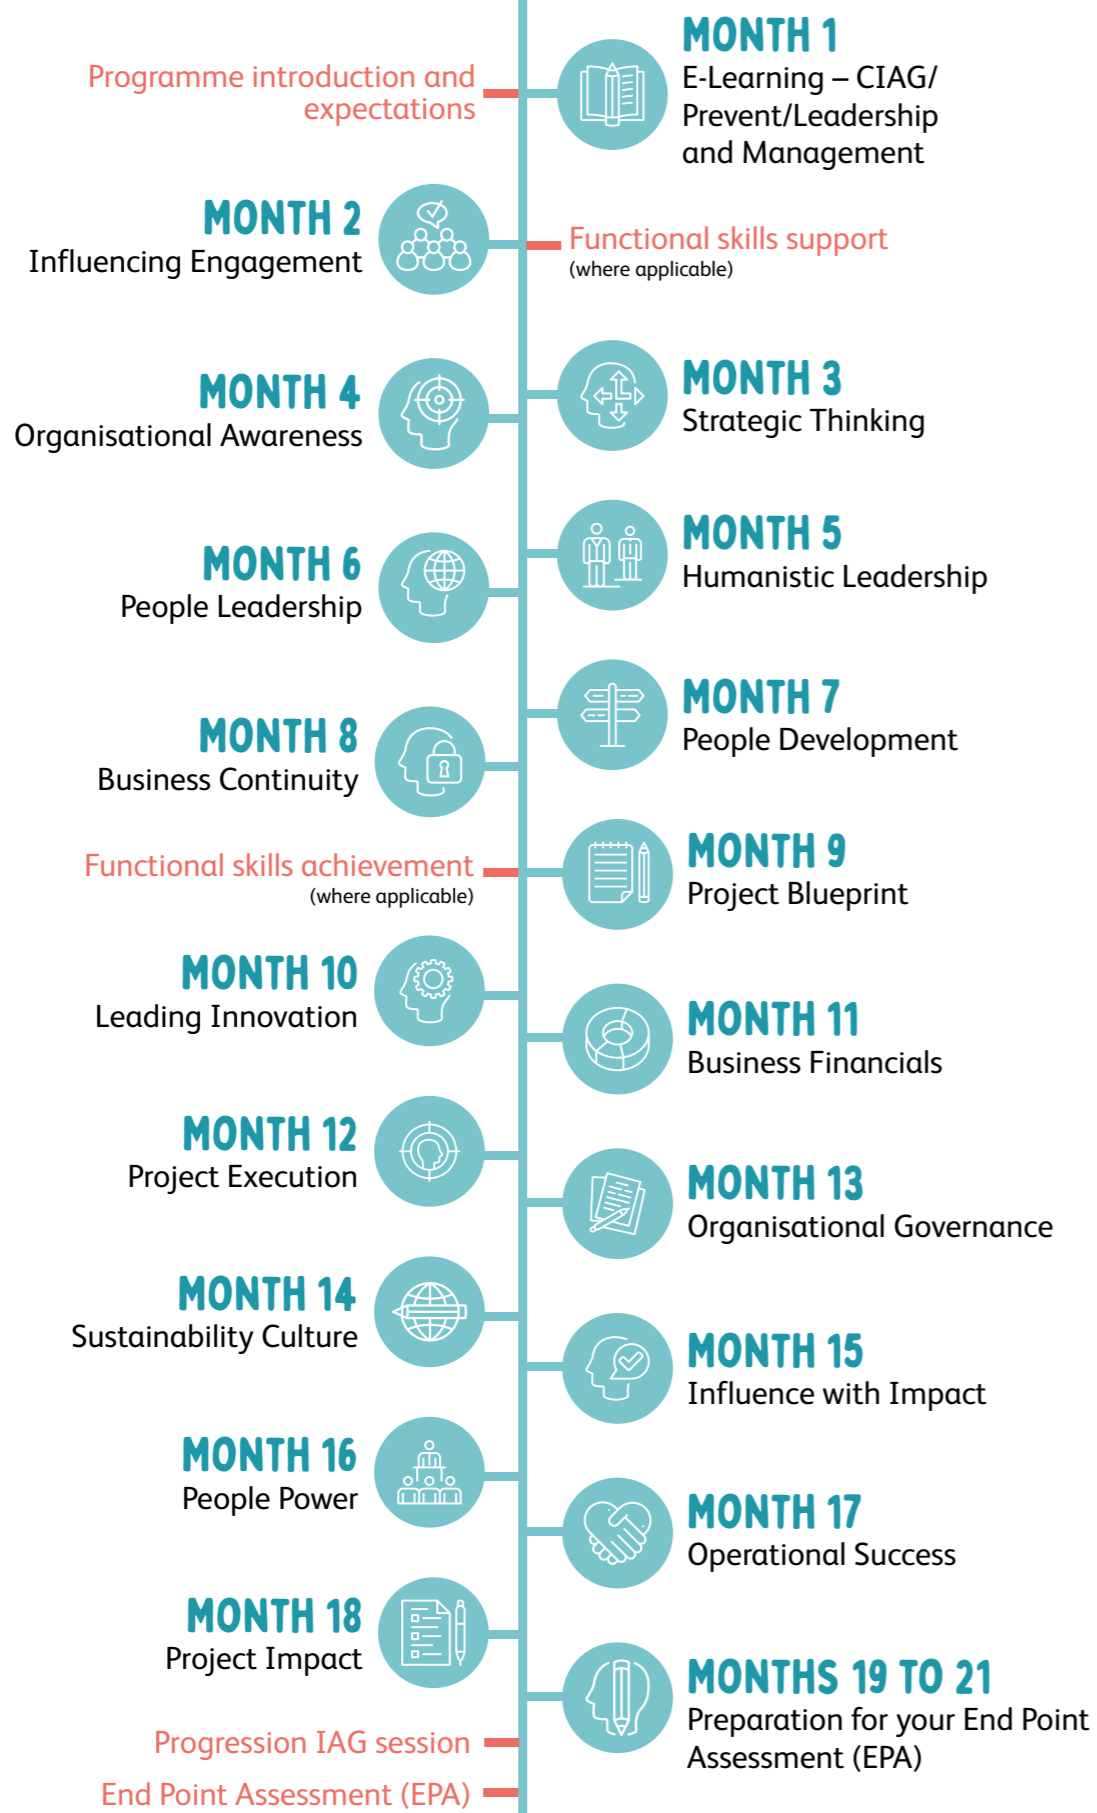 MONTH 1
E-Learning – CIAG/
Prevent/Leadership
and Management
Programme introduction and
expectations
MONTH 2
Influencing Engagement
Functional skills support
(where applicable)
MONTH 3
Strategic Thinking
MONTH 4
Organisational Awareness
MONTH 5
Humanistic Leadership
MONTH 6
People Leadership
MONTH 7
People Development
MONTH 8
Business Continuity
MONTH 9
Project Blueprint
Functional skills achievement
(where applicable)
MONTH 10
Leading Innovation
MONTH 11
Business Financials
MONTH 12
Project Execution
MONTH 13
Organisational Governance
MONTH 14
Sustainability Culture
MONTH 15
Influence with Impact
MONTH 16
People Power
MONTH 17
Operational Success
MONTH 18
Project Impact
MONTHS 19 TO 21
Preparation for your End Point
Assessment (EPA)
Progression IAG session
End Point Assessment (EPA)